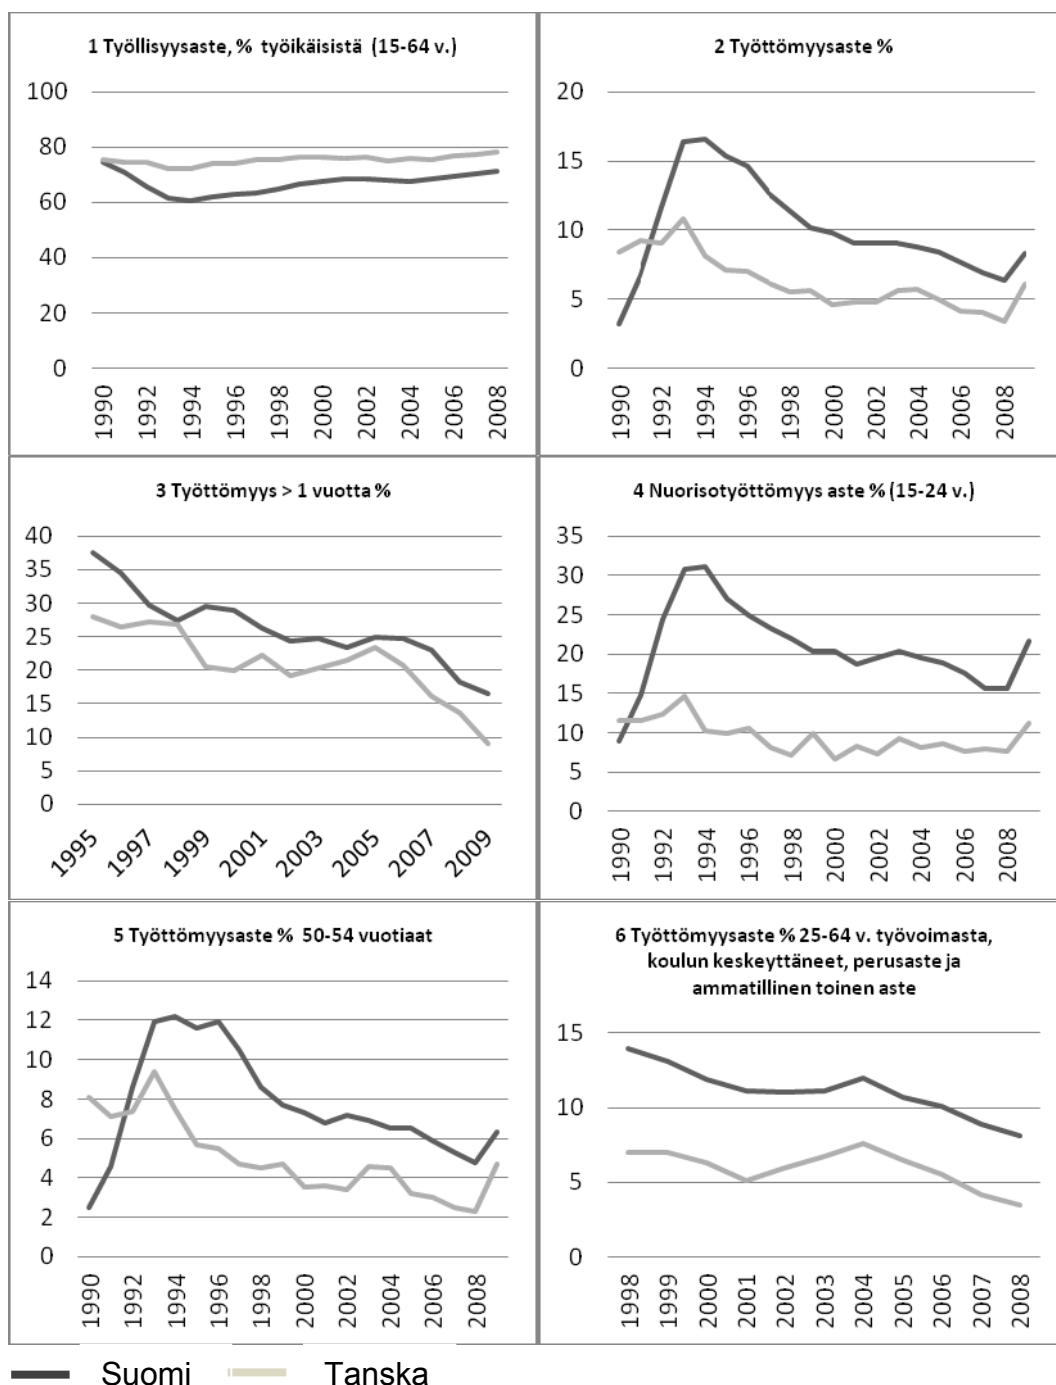 1 Työllisyysaste, % työikäisistä (15-64 v.)
100
80
60
40
20
0
1990 1992 1994 1996 1998 2000 2002 2004 2006 2008
2 Työttömyysaste %
20
15
10
5
0
1990 1992 1994 1996 1998 2000 2002 2004 2006 2008
3 Työttömyys > 1 vuotta %
40
35
30
25
20
15
10
5
0
1995 1997 1999 2001 2003 2005 2007 2009
4 Nuorisotyöttömyys aste % (15-24 v.)
35
30
25
20
15
10
5
0
1990 1992 1994 1996 1998 2000 2002 2004 2006 2008
5 Työttömyysaste % 50-54 vuotiaat
14
12
10
8
6
4
2
0
1990 1992 1994 1996 1998 2000 2002 2004 2006 2008
6 Työttömyysaste % 25-64 v. työvoimasta,
koulun keskeyttäneet, perusaste ja
ammatillinen toinen aste
15
10
5
0
1998 1999 2000 2001 2002 2003 2004 2005 2006 2007 2008
Suomi Tanska